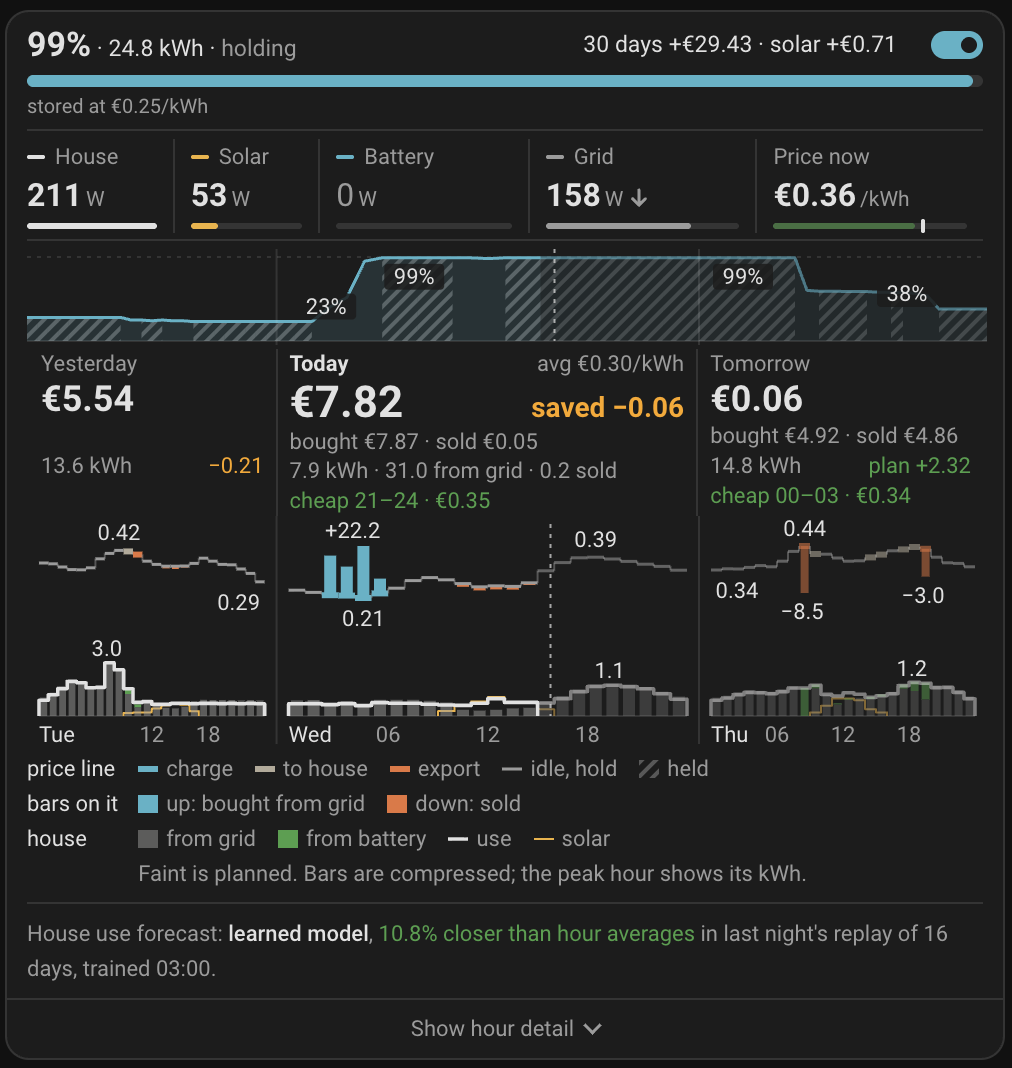 99% · 24.8 kWh · holding
30 days +€29.43 · solar +€0.71
stored at €0.25/kWh
House
Solar
Battery
Grid
Price now
211 W
53 W
0 W
158 W ↓
€0.36 /kWh
23%
99%
99%
38%
Yesterday
€5.54
13.6 kWh
−0.21
Today
avg €0.30/kWh
€7.82
saved −0.06
bought €7.87 · sold €0.05
7.9 kWh · 31.0 from grid · 0.2 sold
cheap 21–24 · €0.35
Tomorrow
€0.06
bought €4.92 · sold €4.86
14.8 kWh
plan +2.32
cheap 00–03 · €0.34
0.42
0.29
+22.2
0.21
0.39
0.44
0.34
−8.5
−3.0
3.0
1.1
1.2
Tue 12 18
Wed 06 12 18
Thu 06 12 18
price line charge to house export idle, hold held
bars on it up: bought from grid down: sold
house from grid from battery use solar
Faint is planned. Bars are compressed; the peak hour shows its kWh.
House use forecast: learned model, 10.8% closer than hour averages in last night's replay of 16
days, trained 03:00.
Show hour detail